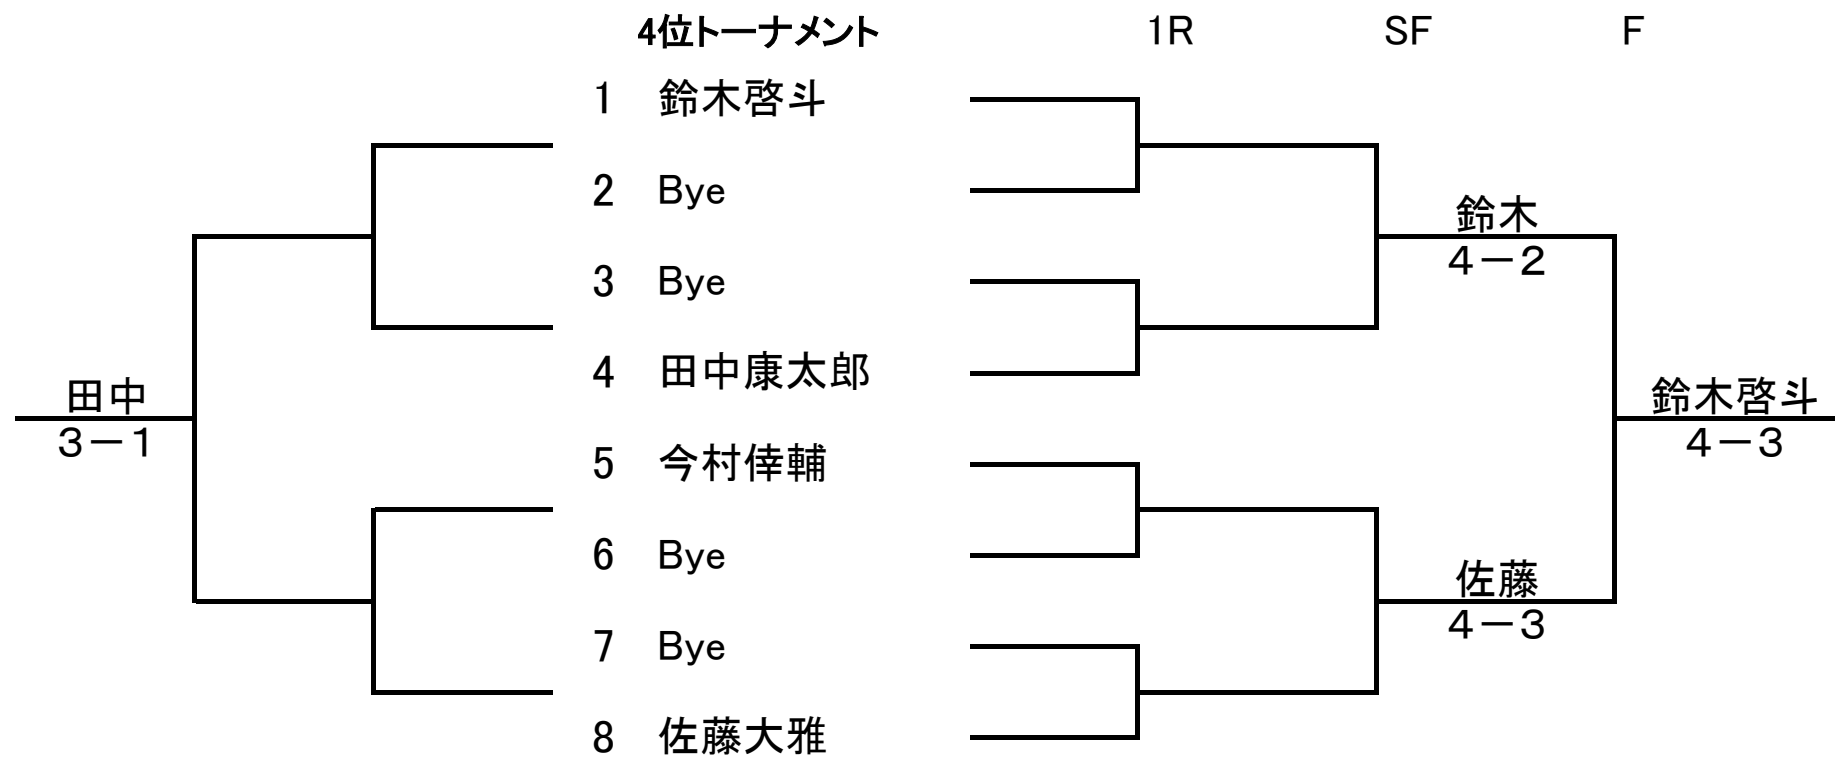 4位トーナメント 1R SF F
1 鈴木啓斗
2 Bye
鈴木
4－2
3 Bye
4 田中康太郎
田中
3－1
鈴木啓斗
4－3
5 今村倖輔
6 Bye
佐藤
4－3
7 Bye
8 佐藤大雅